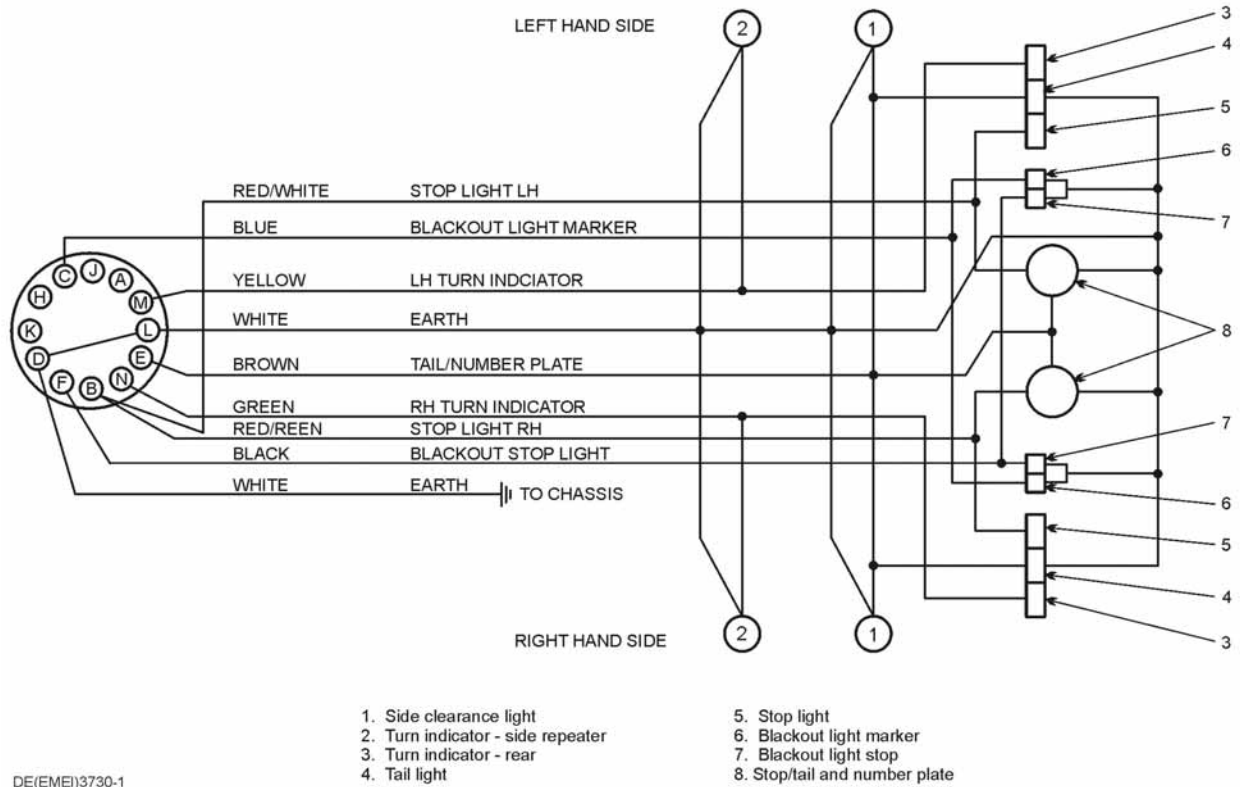 LEFT HAND SIDE
2 1
3
4
5
6
7
RED/WHITE STOP LIGHT LH
BLUE BLACKOUT LIGHT MARKER
YELLOW LH TURN INDCIATOR
WHITE EARTH
BROWN TAIL/NUMBER PLATE
GREEN RH TURN INDICATOR
RED/REEN STOP LIGHT RH
BLACK BLACKOUT STOP LIGHT
WHITE EARTH TO CHASSIS
C J A
H M
K L
D E
F B N
8
7
6
5
4
3
RIGHT HAND SIDE
2 1
1. Side clearance light
2. Turn indicator - side repeater
3. Turn indicator - rear
4. Tail light
5. Stop light
6. Blackout light marker
7. Blackout light stop
8. Stop/tail and number plate
DE(EMEI)3730-1